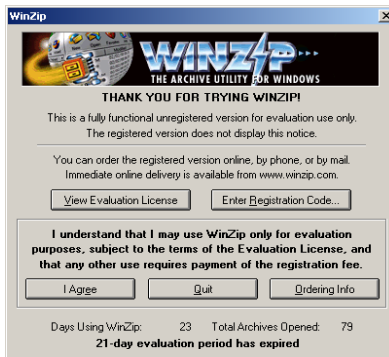 WinZip
WINZIP
THE ARCHIVE UTILITY FOR WINDOWS
THANK YOU FOR TRYING WINZIP!
This is a fully functional unregistered version for evaluation use only.
The registered version does not display this notice.
You can order the registered version online, by phone, or by mail.
Immediate online delivery is available from www.winzip.com.
View Evaluation License Enter Registration Code...
I understand that I may use WinZip only for evaluation
purposes, subject to the terms of the Evaluation License, and
that any other use requires payment of the registration fee.
I Agree Quit Ordering Info
Days Using WinZip: 23 Total Archives Opened: 79
21-day evaluation period has expired